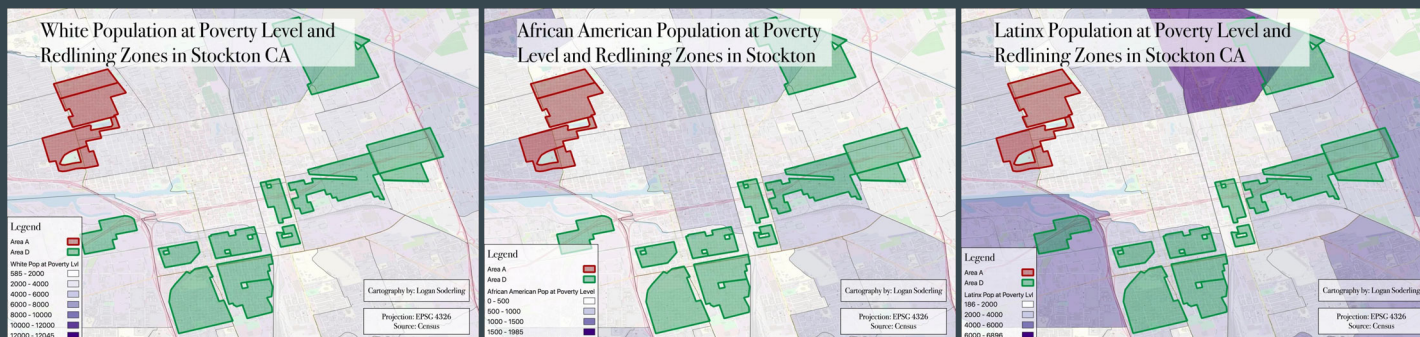 White Population at Poverty Level and
Redlining Zones in Stockton CA
Legend
Area A
Area D
White Pop at Poverty Lvl
585 - 2000
2000 - 4000
4000 - 6000
6000 - 8000
8000 - 10000
10000 - 12000
12000 - 12045
Cartography by: Logan Soderling
Projection: EPSG 4326
Source: Census
African American Population at Poverty
Level and Redlining Zones in Stockton
Legend
Area A
Area D
African American Pop at Poverty Level
0 - 500
500 - 1000
1000 - 1500
1500 - 1985
Cartography by: Logan Soderling
Projection: EPSG 4326
Source: Census
Latinx Population at Poverty Level and
Redlining Zones in Stockton CA
Legend
Area A
Area D
Latinx Pop at Poverty Lvl
186 - 2000
2000 - 4000
4000 - 6000
6000 - 6896
Cartography by: Logan Soderling
Projection: EPSG 4326
Source: Census